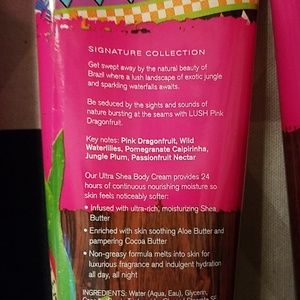 SIGNATURE COLLECTION
Get swept away by the natural beauty of
Brazil where a lush landscape of exotic jungle
and sparkling waterfalls awaits.
Be seduced by the sights and sounds of
nature bursting at the seams with LUSH Pink
Dragonfruit.
Key notes: Pink Dragonfruit, Wild
Waterlilies, Pomegranate Caipirinha,
Jungle Plum, Passionfruit Nectar
Our Ultra Shea Body Cream provides 24
hours of continuous nourishing moisture so
skin feels noticeably softer:
• Infused with ultra-rich, moisturizing Shea
Butter
• Enriched with skin soothing Aloe Butter and
pampering Cocoa Butter
• Non-greasy formula melts into skin for
luxurious fragrance and indulgent hydration
all day, all night
INGREDIENTS: Water (Aqua, Eau), Glycerin,